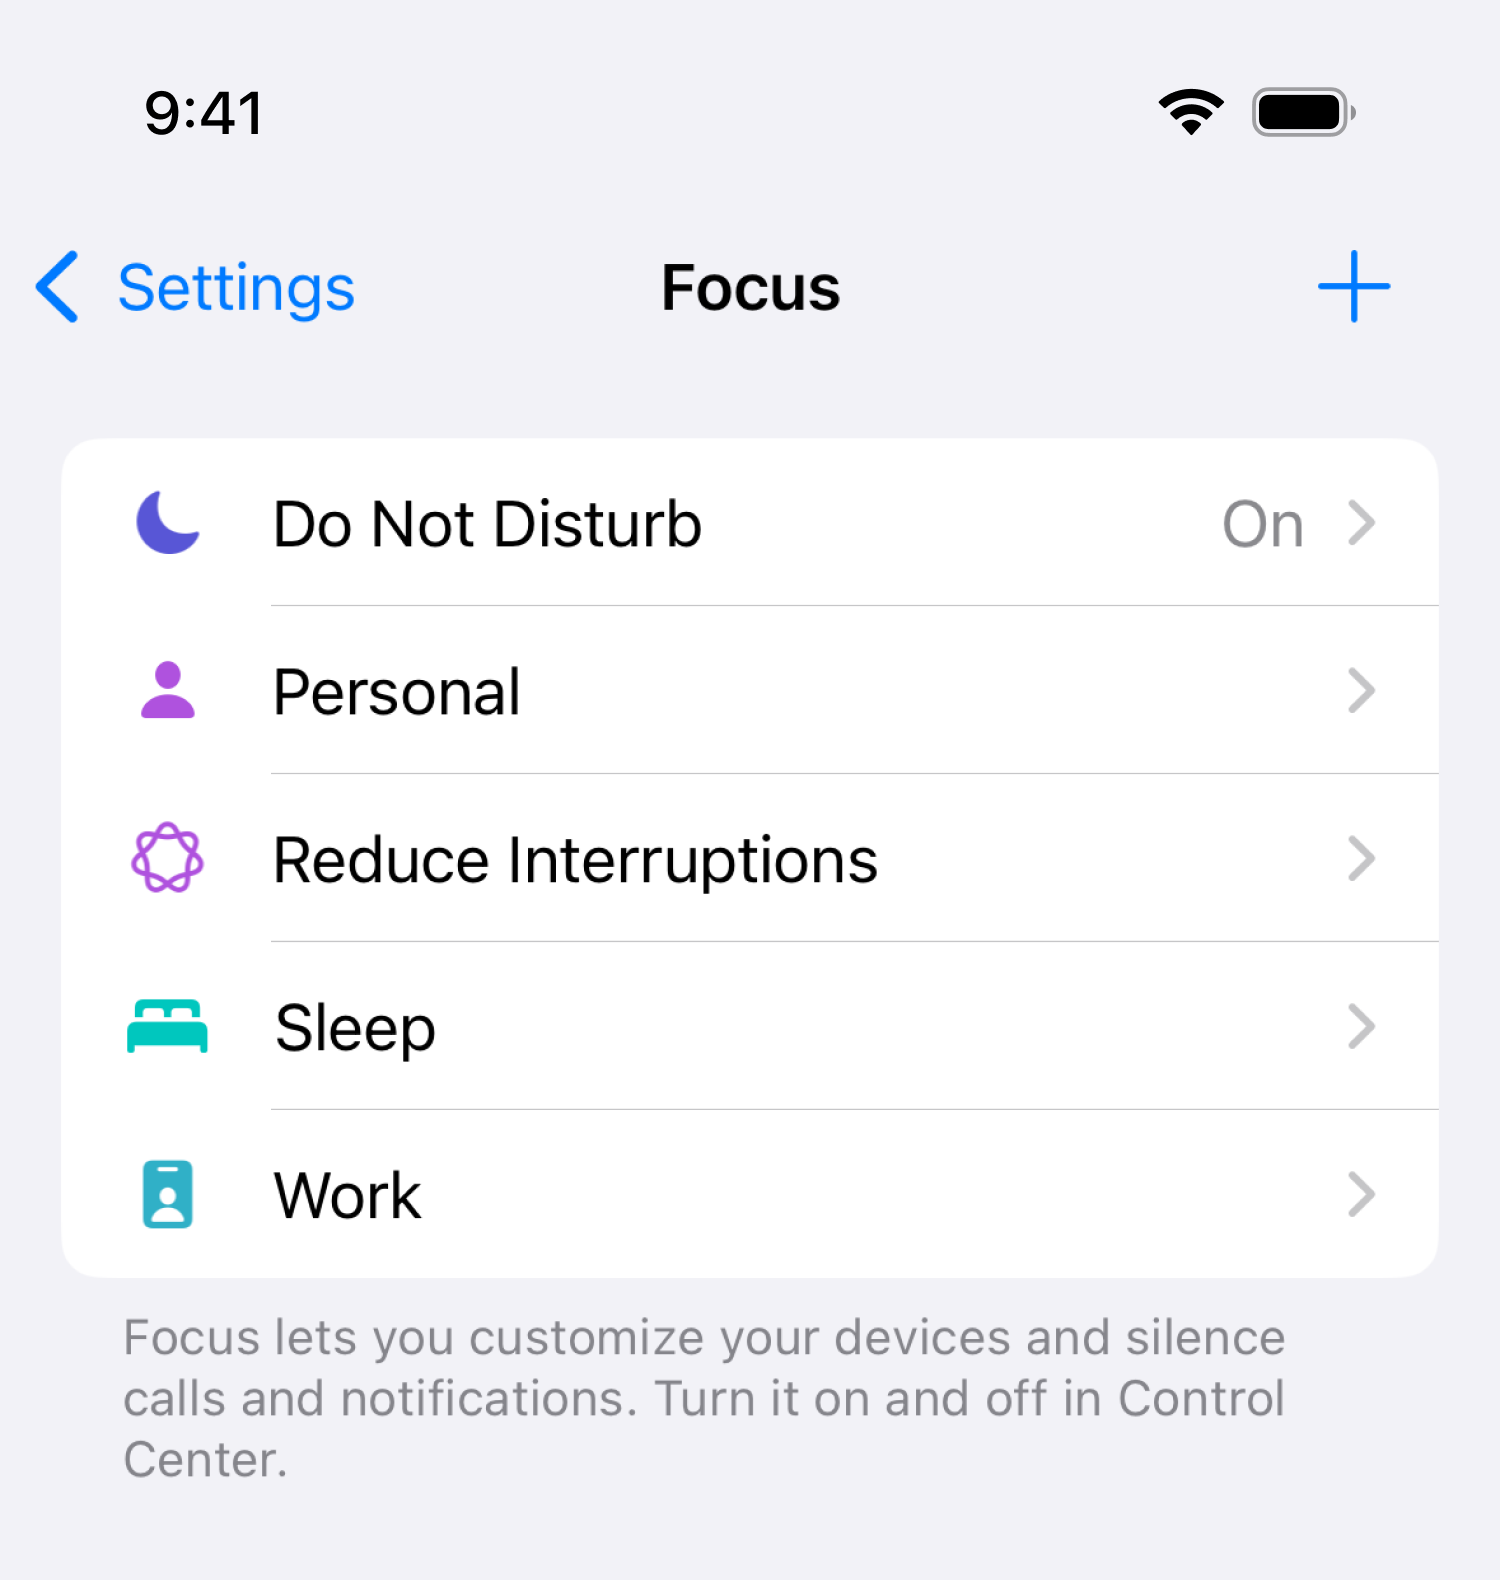 9:41
Settings
Focus
Do Not Disturb
On
Personal
Reduce Interruptions
Sleep
Work
Focus lets you customize your devices and silence
calls and notifications. Turn it on and off in Control
Center.